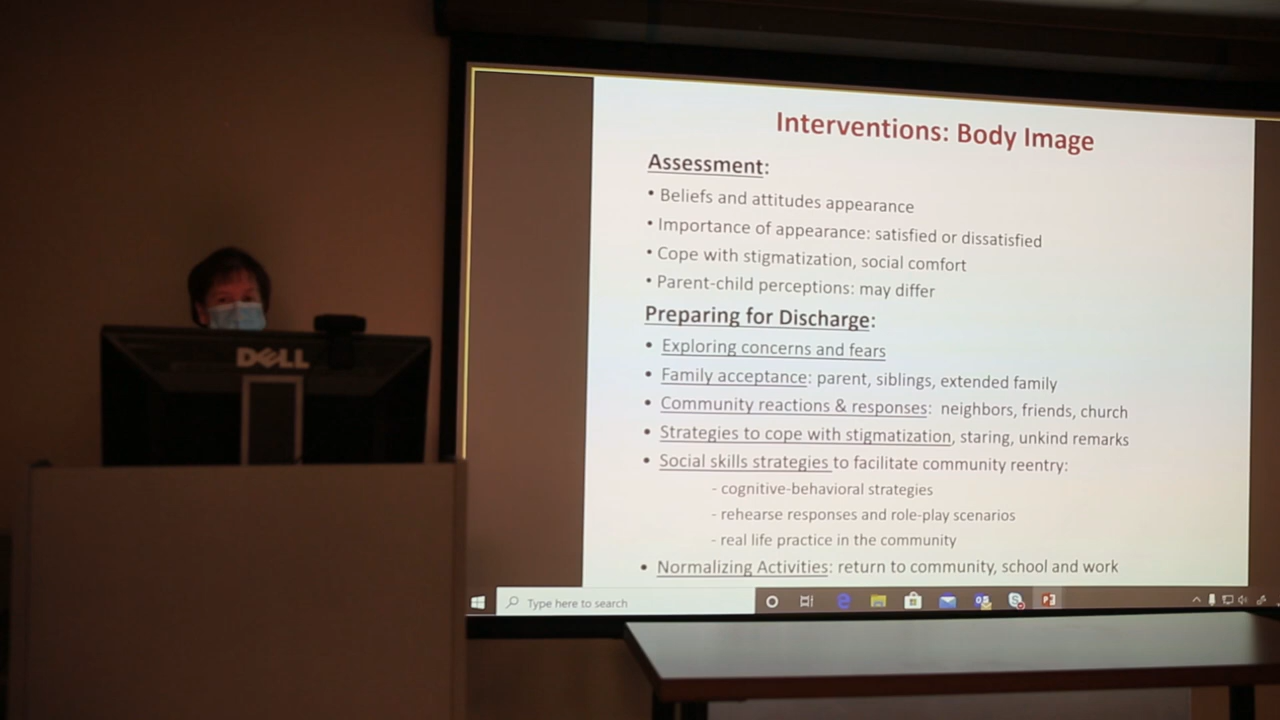 Interventions: Body Image
Assessment:
• Beliefs and attitudes appearance
• Importance of appearance: satisfied or dissatisfied
• Cope with stigmatization, social comfort
• Parent-child perceptions: may differ
Preparing for Discharge:
• Exploring concerns and fears
• Family acceptance: parent, siblings, extended family
• Community reactions & responses: neighbors, friends, church
• Strategies to cope with stigmatization, staring, unkind remarks
• Social skills strategies to facilitate community reentry:
- cognitive-behavioral strategies
- rehearse responses and role-play scenarios
- real life practice in the community
• Normalizing Activities: return to community, school and work
Type here to search
DELL